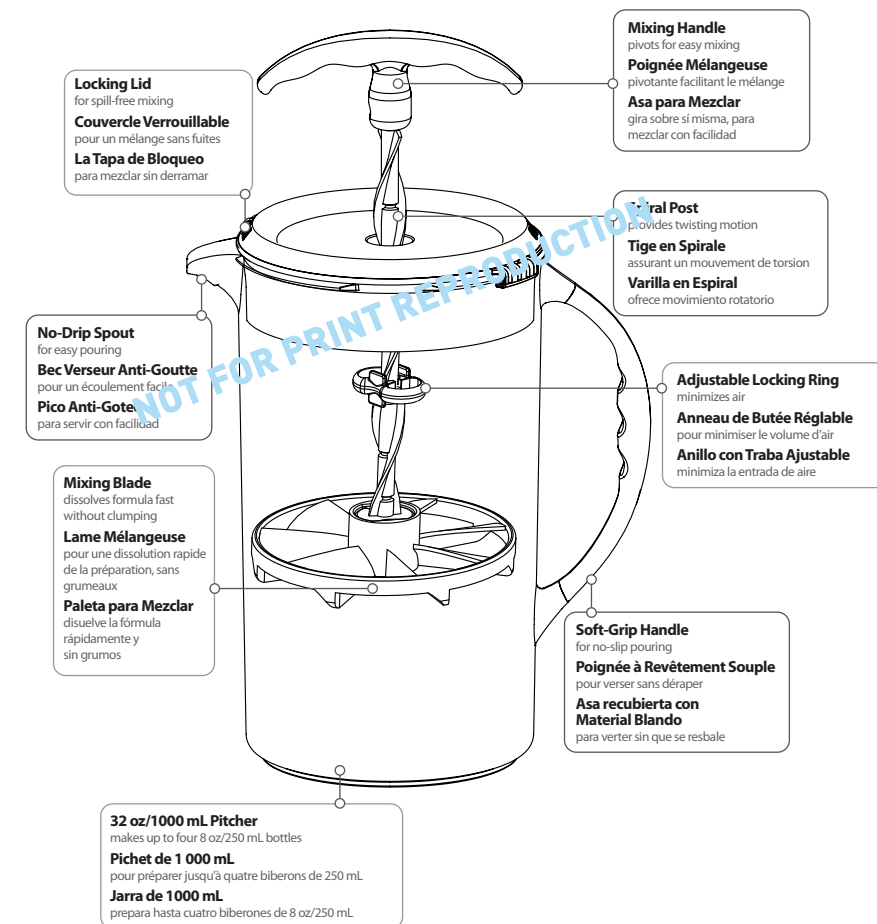 Mixing Handle
pivots for easy mixing
Poignée Mélangeuse
pivotante facilitant le mélange
Asa para Mezclar
gira sobre sí misma, para
mezclar con facilidad
Locking Lid
for spill-free mixing
Couvercle Verrouillable
pour un mélange sans fuites
La Tapa de Bloqueo
para mezclar sin derramar
Spiral Post
provides twisting motion
Tige en Spirale
assurant un mouvement de torsion
Varilla en Espiral
ofrece movimiento rotatorio
NOT FOR PRINT REPRODUCTION
No-Drip Spout
for easy pouring
Bec Verseur Anti-Goutte
pour un écoulement facile
Pico Anti-Goteo
para servir con facilidad
Adjustable Locking Ring
minimizes air
Anneau de Butée Réglable
pour minimiser le volume d'air
Anillo con Traba Ajustable
minimiza la entrada de aire
Mixing Blade
dissolves formula fast
without clumping
Lame Mélangeuse
pour une dissolution rapide
de la préparation, sans
grumeaux
Paleta para Mezclar
disuelve la fórmula
rápidamente y
sin grumos
Soft-Grip Handle
for no-slip pouring
Poignée à Revêtement Souple
pour verser sans déraper
Asa recubierta con
Material Blando
para verter sin que se resbale
32 oz/1000 mL Pitcher
makes up to four 8 oz/250 mL bottles
Pichet de 1 000 mL
pour préparer jusqu'à quatre biberons de 250 mL
Jarra de 1000 mL
prepara hasta cuatro biberones de 8 oz/250 mL